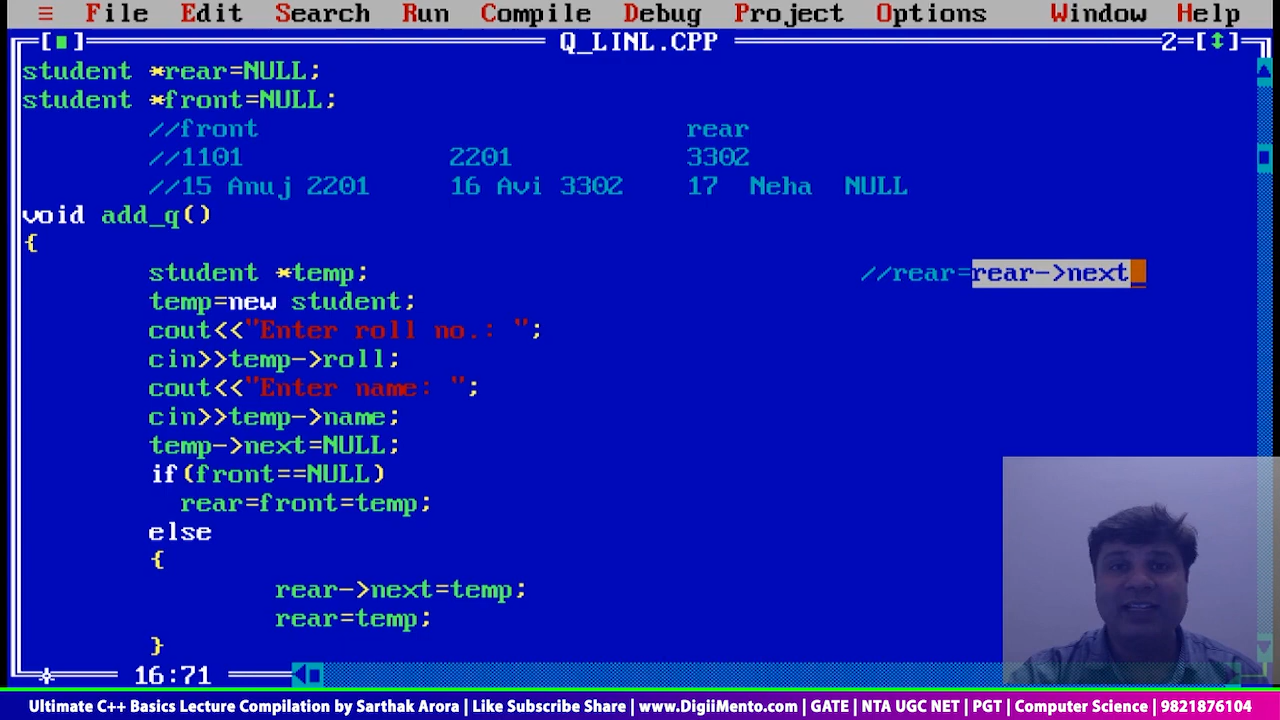 ≡ File Edit Search Run Compile Debug Project Options Window Help
[■] Q_LINL.CPP 2=[↕]
student *rear=NULL;
student *front=NULL;
//front rear
//1101 2201 3302
//15 Anuj 2201 16 Avi 3302 17 Neha NULL
void add_q()
{
student *temp; //rear=rear->next
temp=new student;
cout<<"Enter roll no.: ";
cin>>temp->roll;
cout<<"Enter name: ";
cin>>temp->name;
temp->next=NULL;
if(front==NULL)
rear=front=temp;
else
{
rear->next=temp;
rear=temp;
}
16:71
Ultimate C++ Basics Lecture Compilation by Sarthak Arora | Like Subscribe Share | www.DigiiMento.com | GATE | NTA UGC NET | PGT | Computer Science | 9821876104